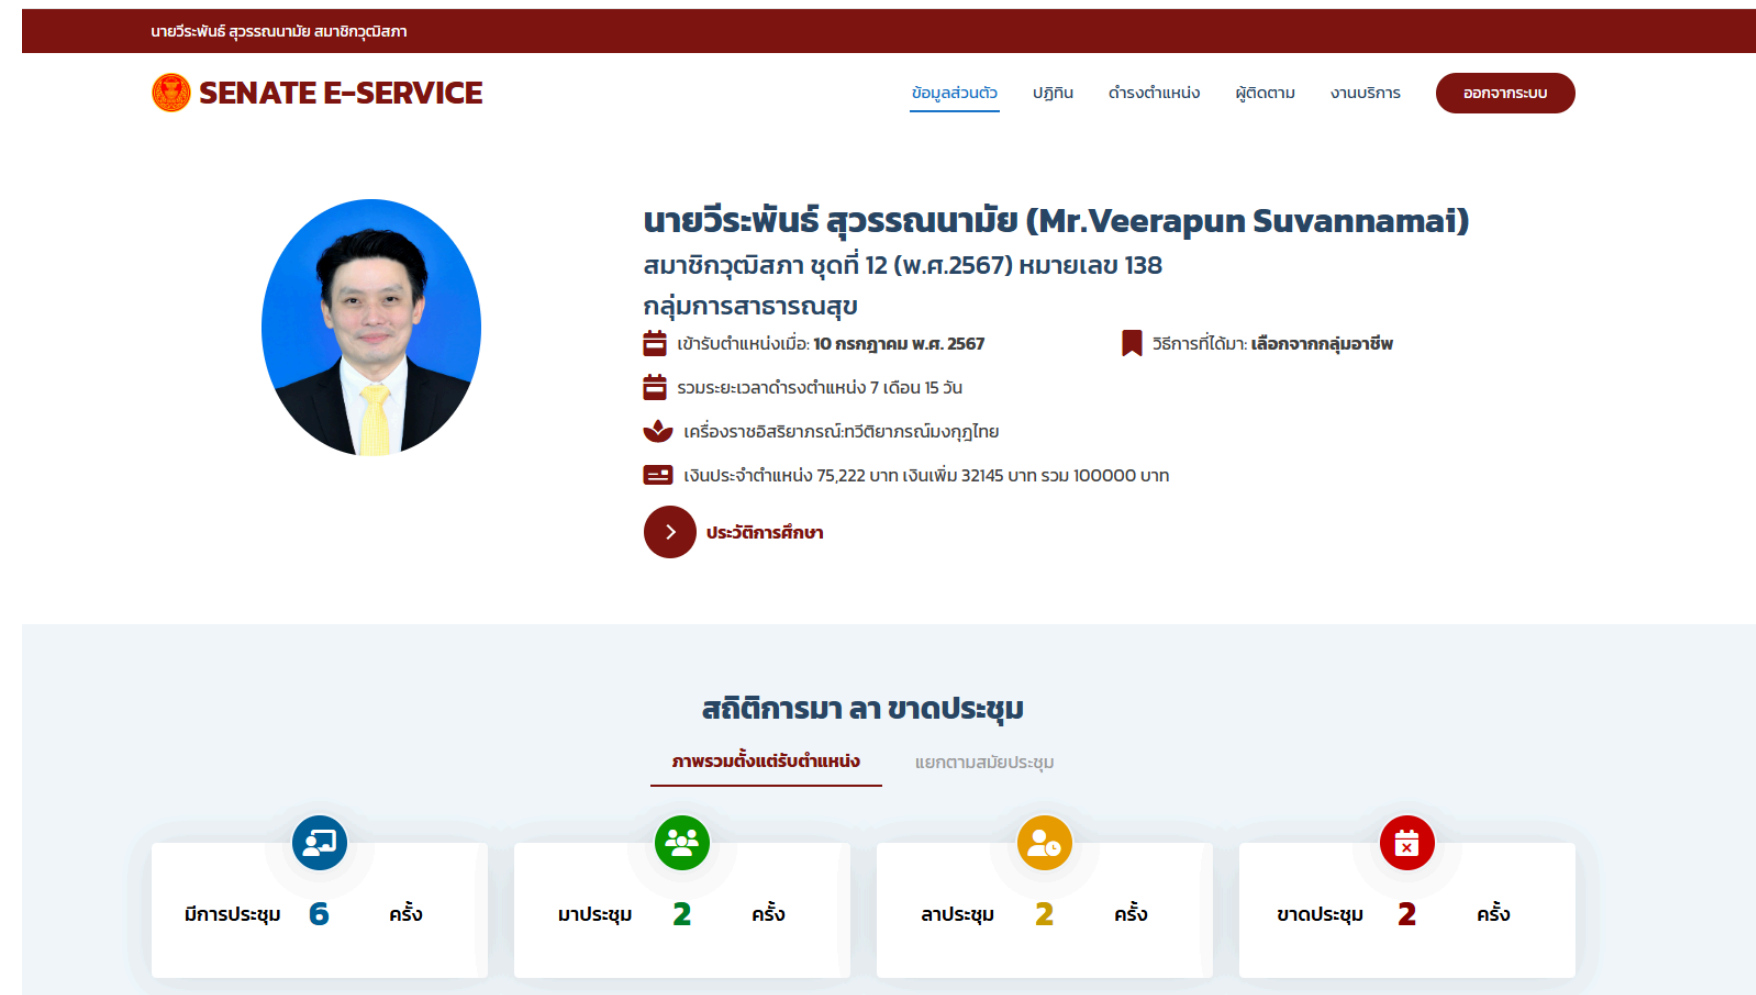 นายวีระพันธ์ สุวรรณนามัย สมาชิกวุฒิสภา
SENATE E-SERVICE
ข้อมูลส่วนตัว ปฏิทิน ดำรงตำแหน่ง ผู้ติดตาม งานบริการ ออกจากระบบ
นายวีระพันธ์ สุวรรณนามัย (Mr.Veerapun Suvannamai)
สมาชิกวุฒิสภา ชุดที่ 12 (พ.ศ.2567) หมายเลข 138
กลุ่มการสาธารณสุข
เข้ารับตำแหน่งเมื่อ: 10 กรกฎาคม พ.ศ. 2567 วิธีการที่ได้มา: เลือกจากกลุ่มอาชีพ
รวมระยะเวลาดำรงตำแหน่ง 7 เดือน 15 วัน
เครื่องราชอิสริยาภรณ์:ทวีติยาภรณ์มงกุฎไทย
เงินประจำตำแหน่ง 75,222 บาท เงินเพิ่ม 32145 บาท รวม 100000 บาท
ประวัติการศึกษา
สถิติการมา ลา ขาดประชุม
ภาพรวมตั้งแต่รับตำแหน่ง แยกตามสมัยประชุม
มีการประชุม 6 ครั้ง มาประชุม 2 ครั้ง ลาประชุม 2 ครั้ง ขาดประชุม 2 ครั้ง